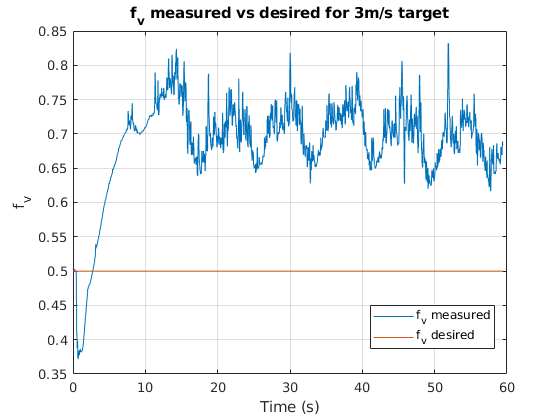 f_v measured vs desired for 3m/s target
0.85
0.8
0.75
0.7
0.65
0.6
0.55
0.5
0.45
0.4
0.35
f_v
0 10 20 30 40 50 60
Time (s)
f_v measured
f_v desired